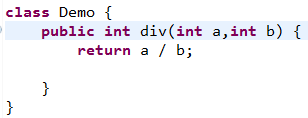 class Demo {
    public int div(int a,int b) {
        return a / b;
    }
}